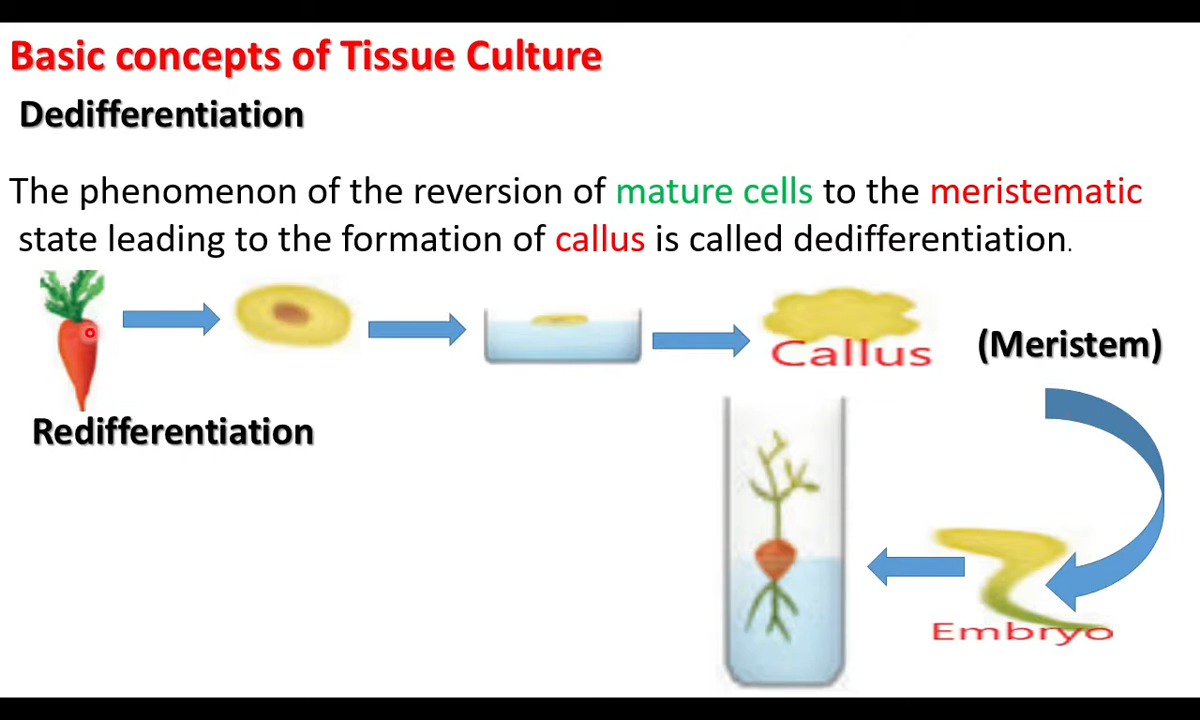 Basic concepts of Tissue Culture
Dedifferentiation
The phenomenon of the reversion of mature cells to the meristematic
state leading to the formation of callus is called dedifferentiation.
Callus
(Meristem)
Redifferentiation
Embryo